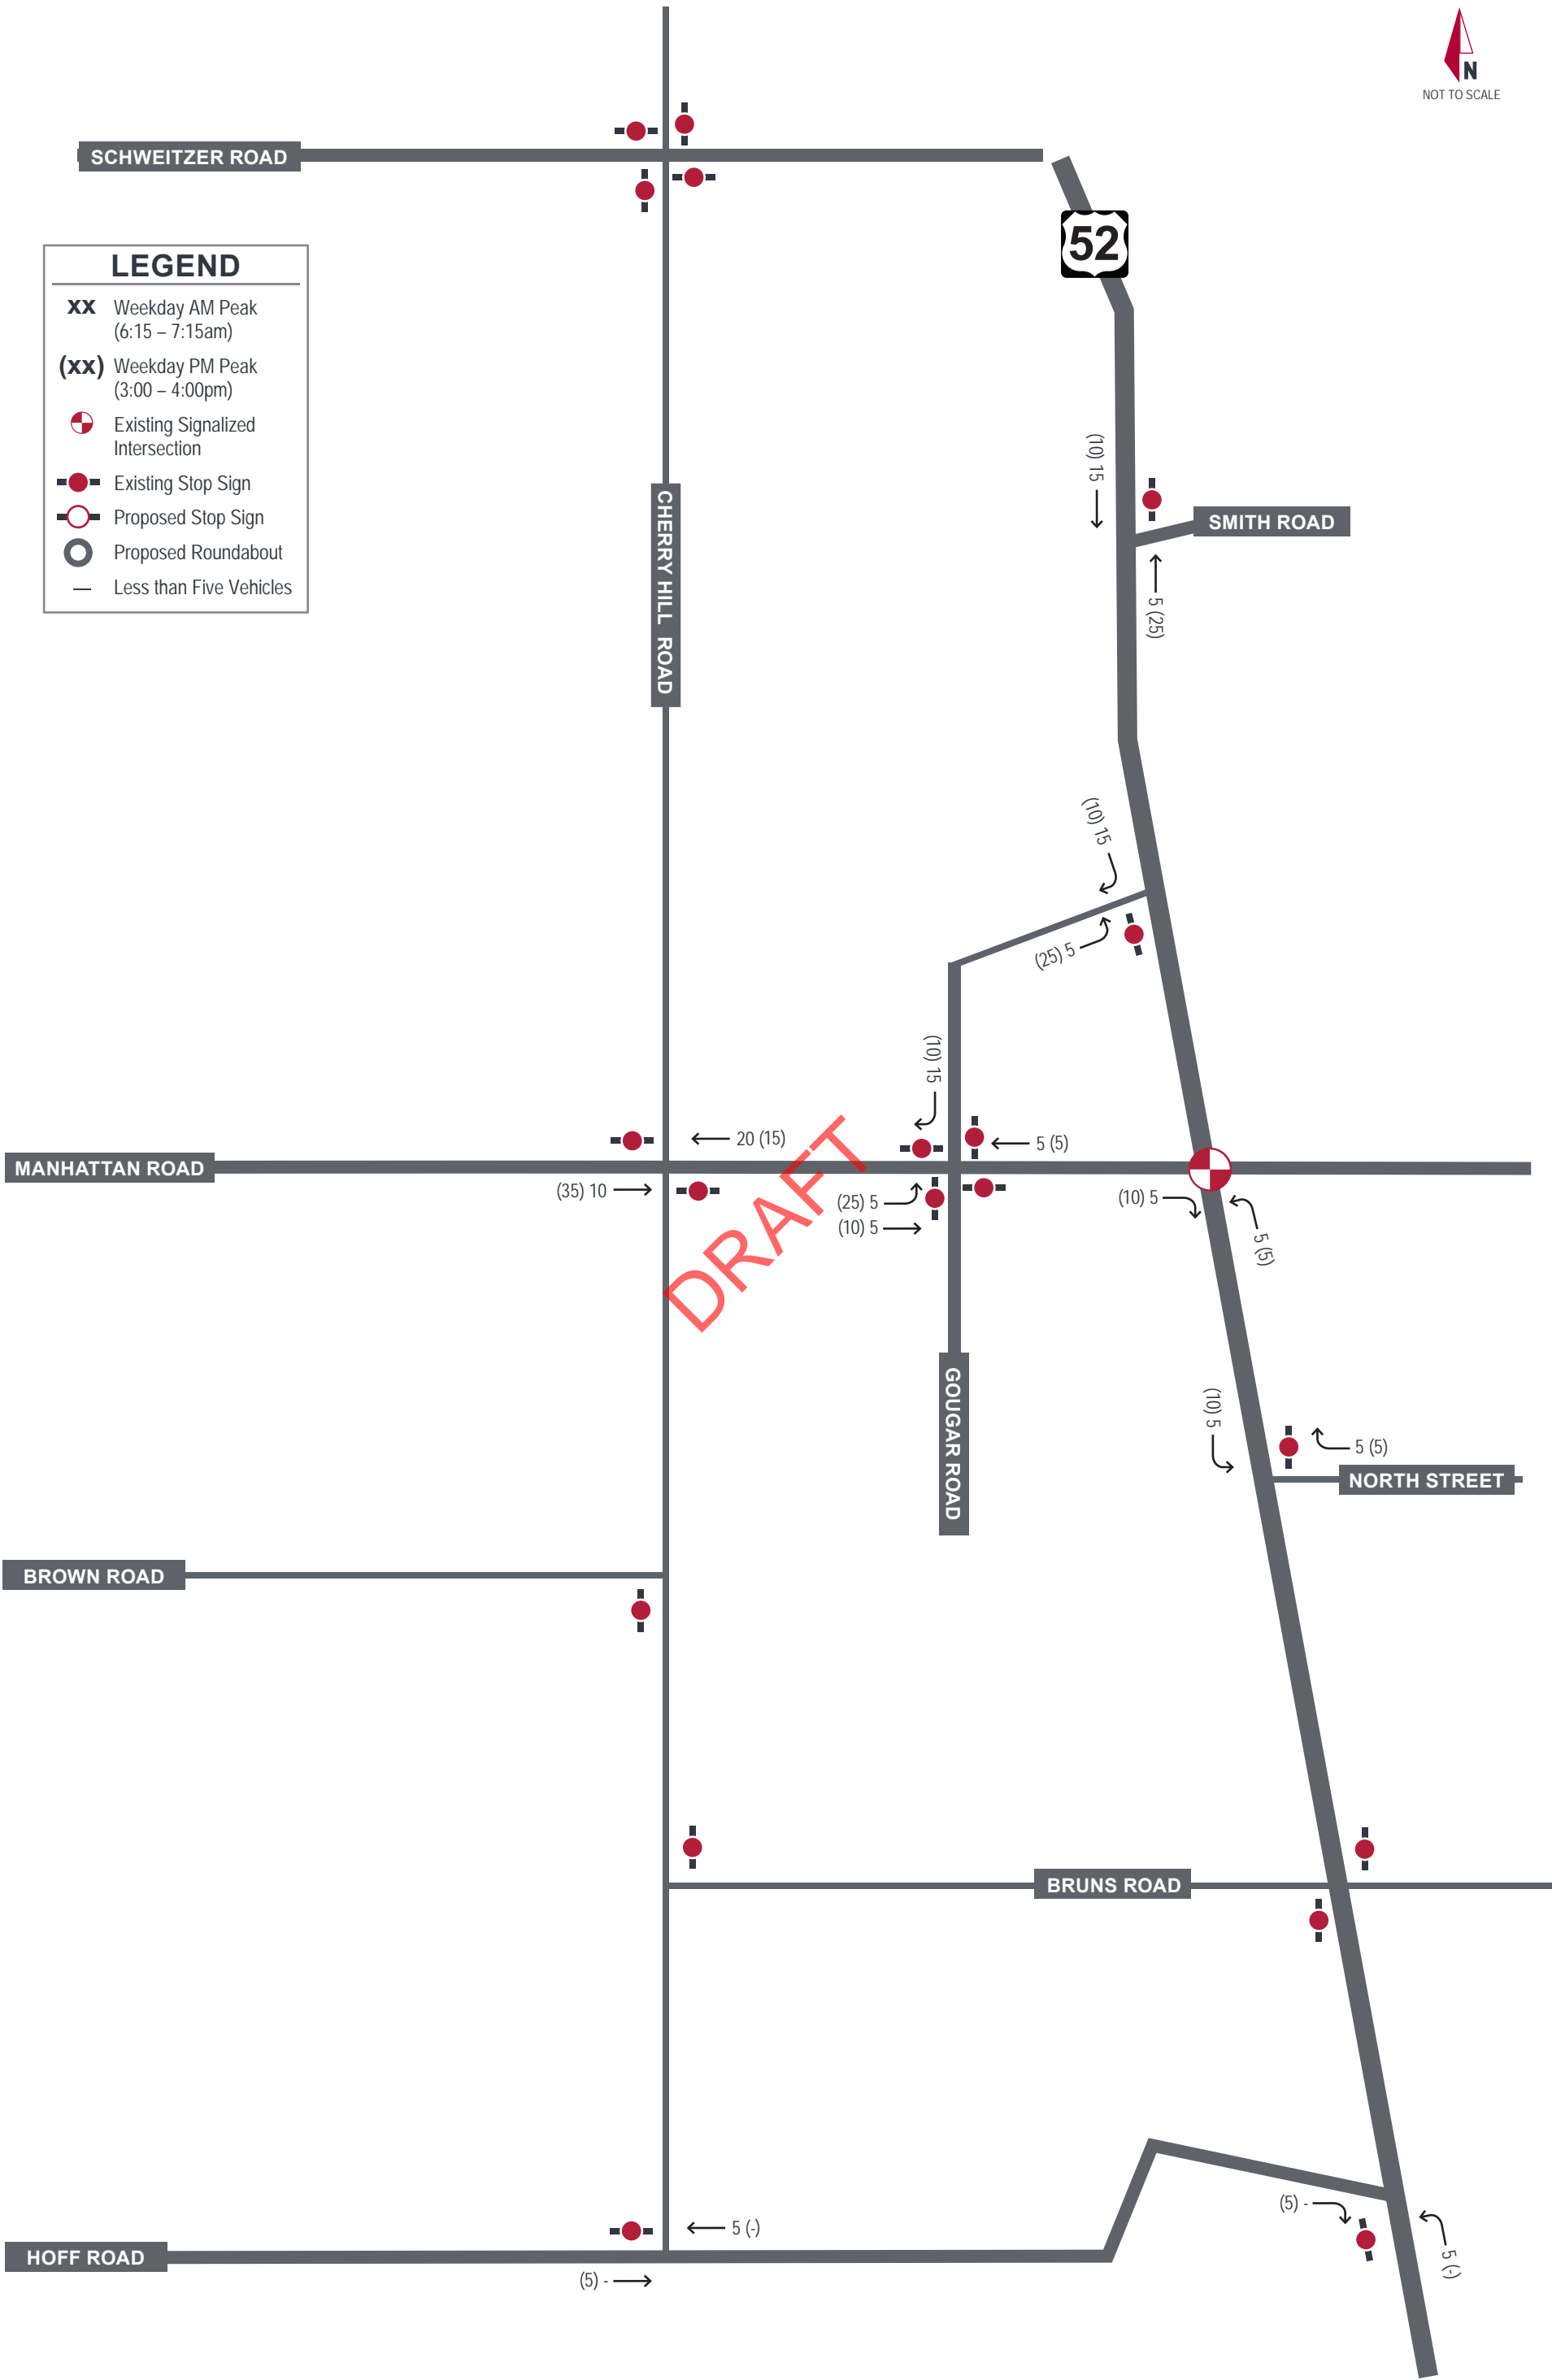 N
NOT TO SCALE
SCHWEITZER ROAD
52
LEGEND
xx Weekday AM Peak
(6:15 – 7:15am)
(xx) Weekday PM Peak
(3:00 – 4:00pm)
Existing Signalized
Intersection
Existing Stop Sign
Proposed Stop Sign
Proposed Roundabout
– Less than Five Vehicles
(10) 15
SMITH ROAD
CHERRY HILL ROAD
5 (25)
(10) 15
(25) 5
(10) 15
20 (15)
5 (5)
MANHATTAN ROAD
(35) 10
(25) 5
(10) 5
(10) 5
5 (5)
DRAFT
GOUGAR ROAD
(10) 5
5 (5)
NORTH STREET
BROWN ROAD
BRUNS ROAD
(5) -
5 (-)
5 (-)
HOFF ROAD
(5) -